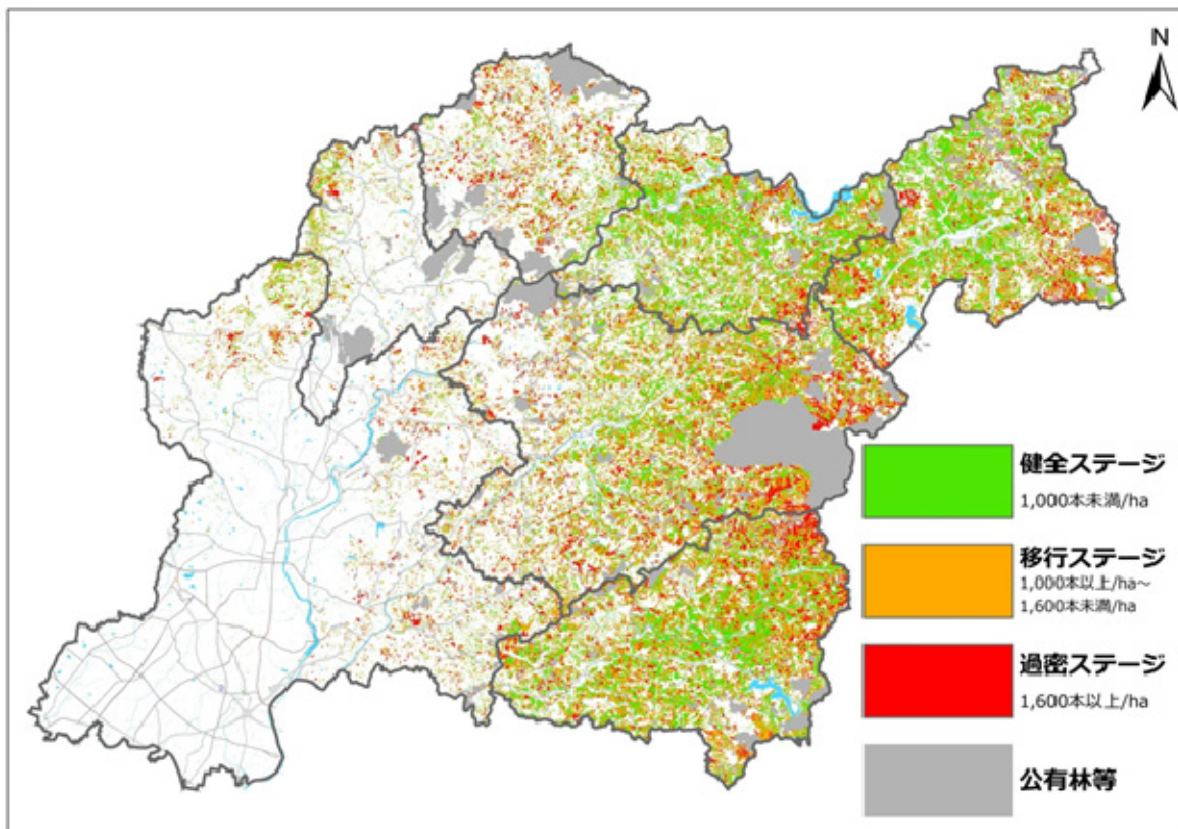 N
健全ステージ
1,000本未満/ha
移行ステージ
1,000本以上/ha～
1,600本未満/ha
過密ステージ
1,600本以上/ha
公有林等